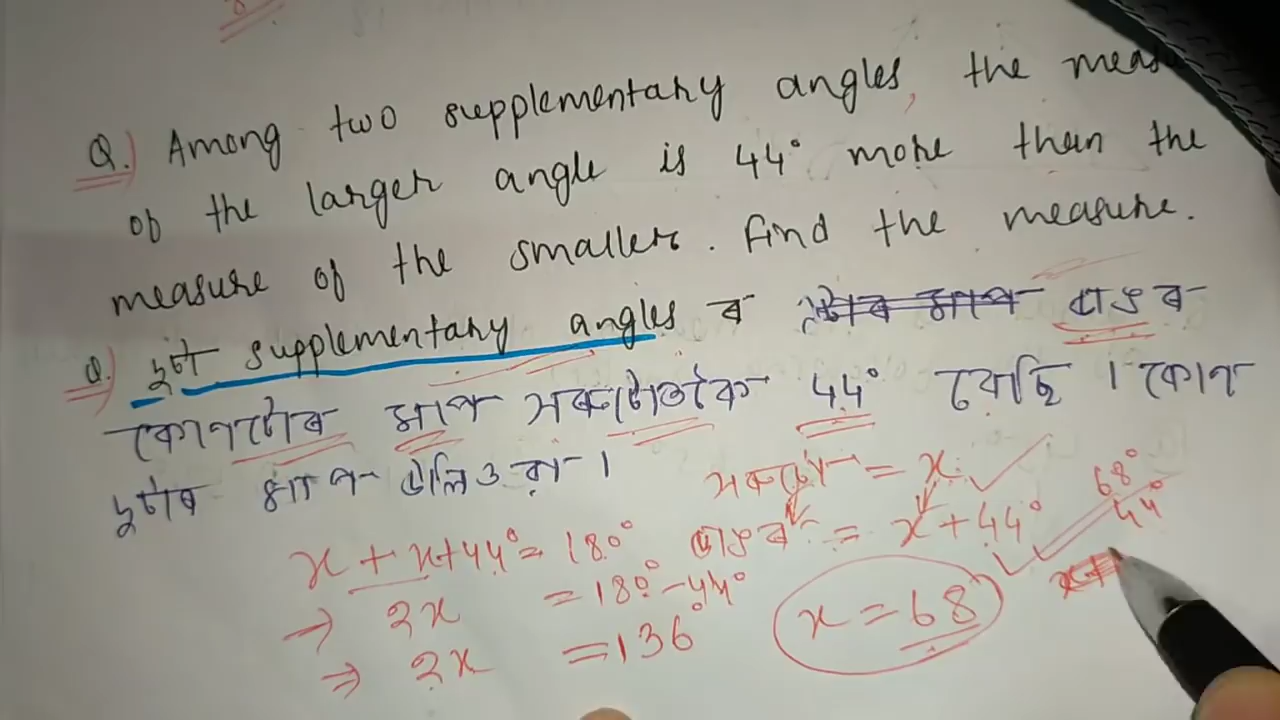 Q.) Among two supplementary angles, the meas
of the larger angle is 44° more than the
measure of the smaller. Find the measure.
Q.) দুটা supplementary angles ৰ ডাঙৰ
কোণটোৰ মাপ সৰুটোতকৈ 44° বেছি । কোণ
দুটাৰ মাপ উলিওৱা ।
সৰুটো = x
x + x+44° = 180° ডাঙৰ = x+44°
68°
44°
⇒ 2x = 180° - 44°
⇒ 2x = 136°
x = 68°